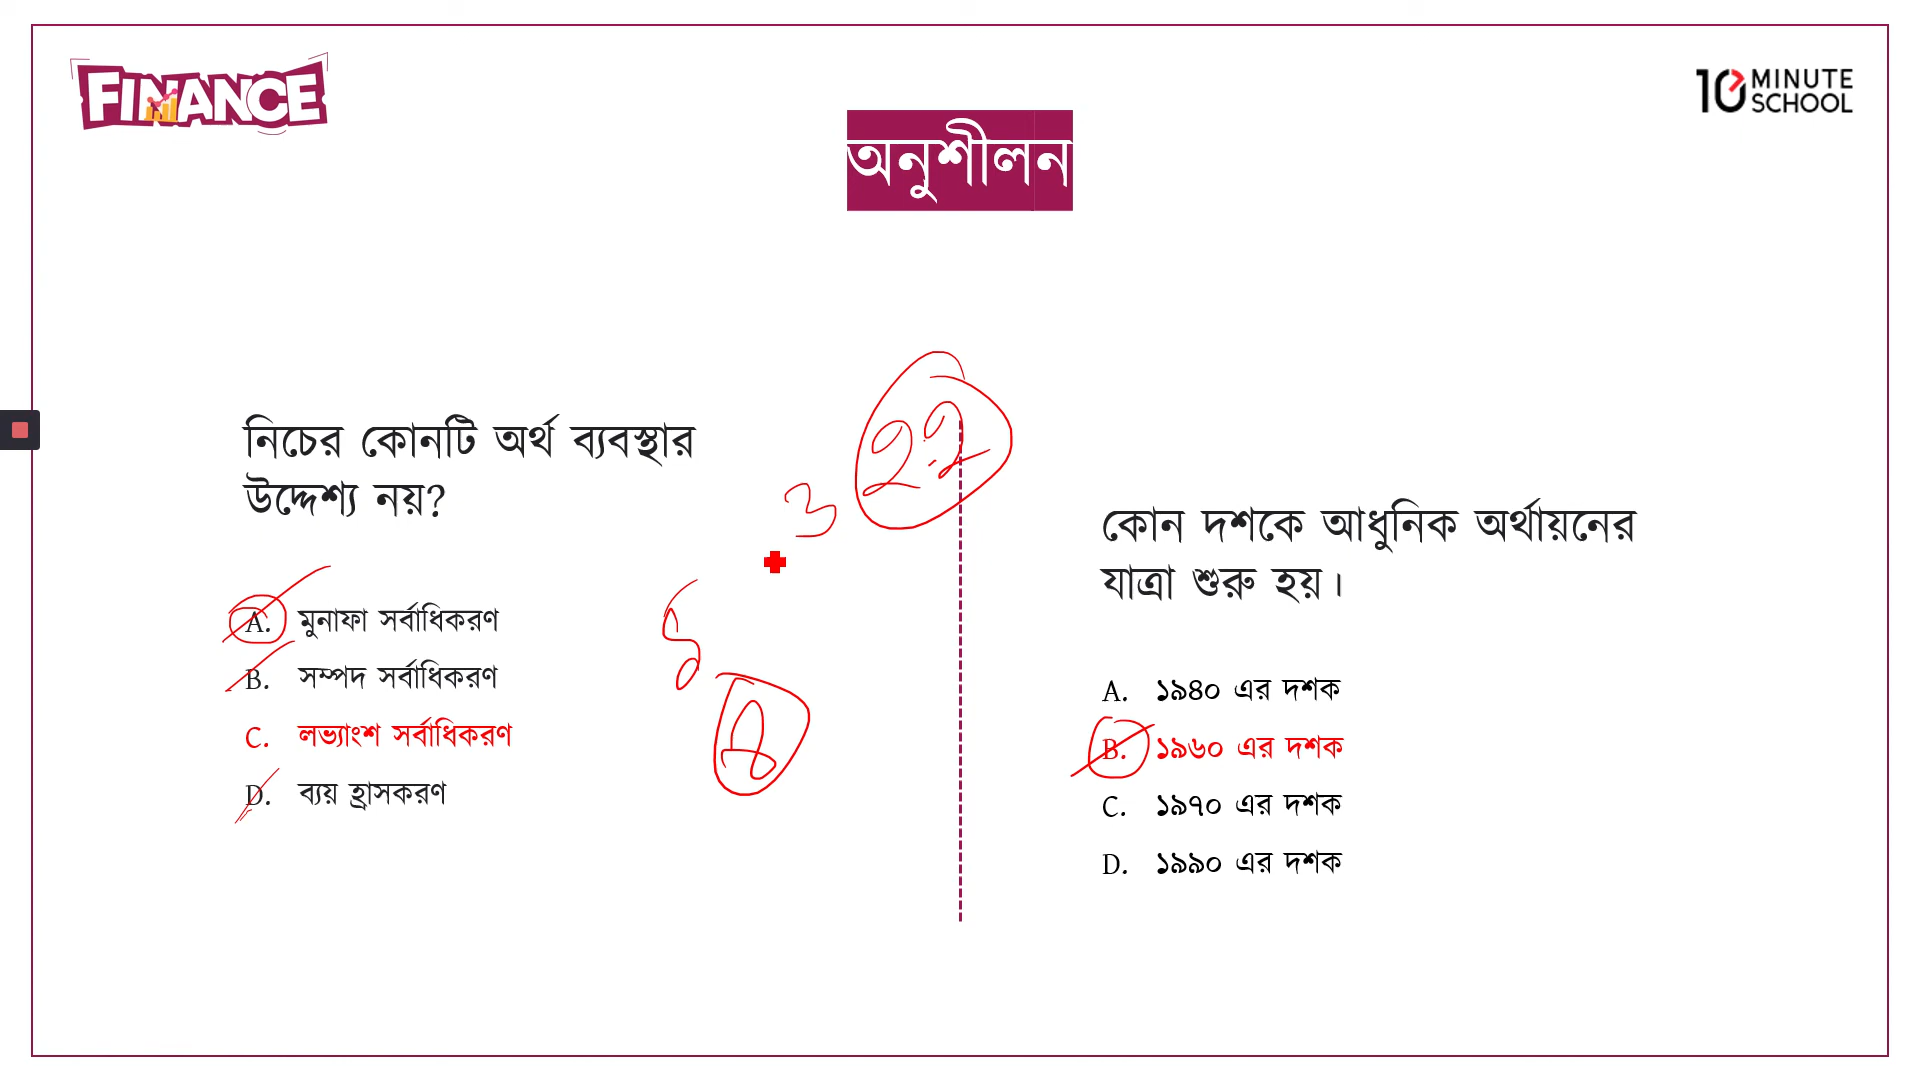 FINANCE
10 MINUTE SCHOOL
অনুশীলন
নিচের কোনটি অর্থ ব্যবস্থার
উদ্দেশ্য নয়?
A. মুনাফা সর্বাধিকরণ
B. সম্পদ সর্বাধিকরণ
C. লভ্যাংশ সর্বাধিকরণ
D. ব্যয় হ্রাসকরণ
কোন দশকে আধুনিক অর্থায়নের
যাত্রা শুরু হয়।
A. ১৯৪০ এর দশক
B. ১৯৬০ এর দশক
C. ১৯৭০ এর দশক
D. ১৯৯০ এর দশক